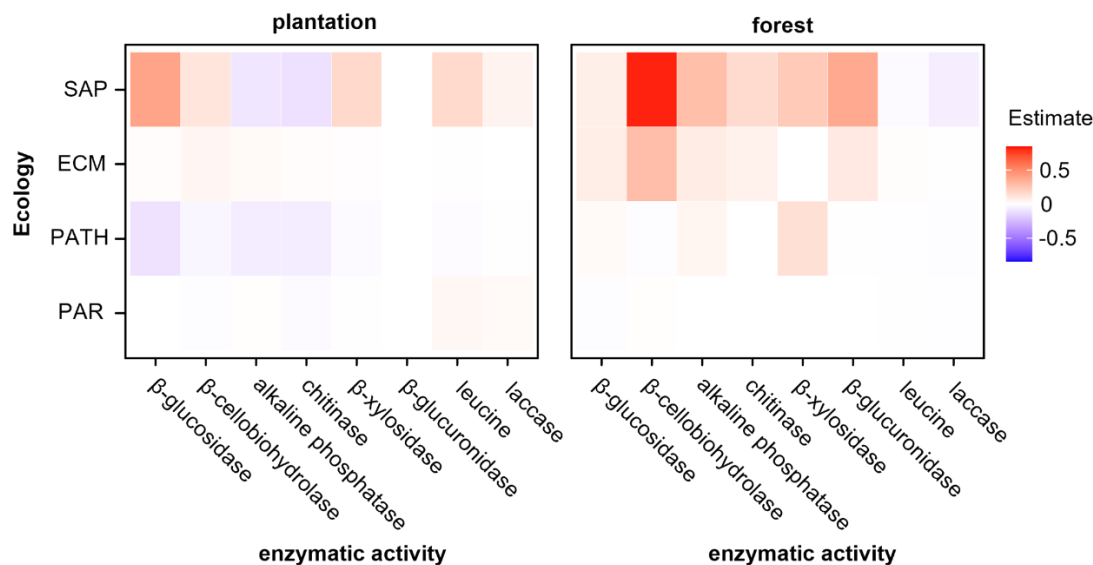 plantation
forest
Ecology
SAP
ECM
PATH
PAR
β-glucosidase
β-cellobiohydrolase
alkaline phosphatase
chitinase
β-xylosidase
β-glucuronidase
leucine
laccase
enzymatic activity
β-glucosidase
β-cellobiohydrolase
alkaline phosphatase
chitinase
β-xylosidase
β-glucuronidase
leucine
laccase
enzymatic activity
Estimate
0.5
0
-0.5